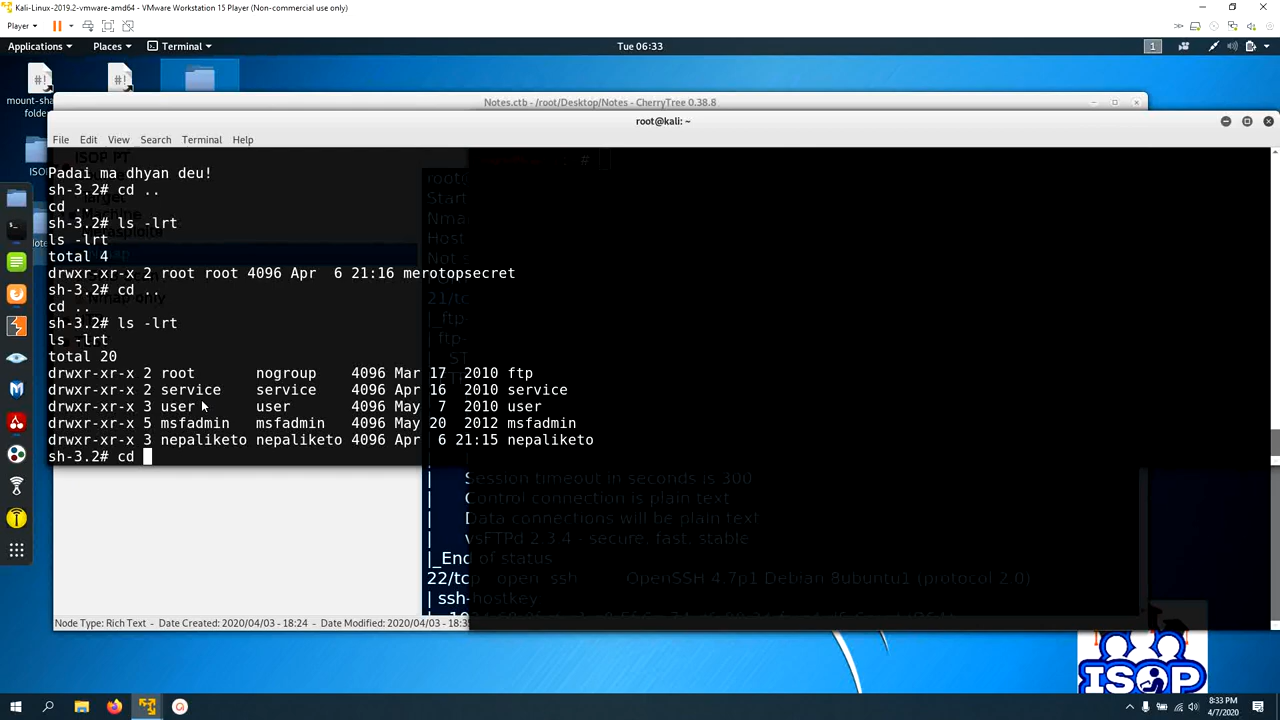 Kali-Linux-2019.2-vmware-amd64 - VMware Workstation 15 Player (Non-commercial use only)
Player
Applications Places Terminal Tue 06:33 1
mount-sha
folde
Notes.ctb - /root/Desktop/Notes - CherryTree 0.38.8
root@kali: ~
File Edit View Search Terminal Help
ISOP PT
Padai ma dhyan deu!
sh-3.2# cd ..
cd ..
sh-3.2# ls -lrt
ls -lrt
total 4
drwxr-xr-x 2 root root 4096 Apr 6 21:16 merotopsecret
sh-3.2# cd ..
cd ..
sh-3.2# ls -lrt
ls -lrt
total 20
drwxr-xr-x 2 root nogroup 4096 Mar 17 2010 ftp
drwxr-xr-x 2 service service 4096 Apr 16 2010 service
drwxr-xr-x 3 user user 4096 May 7 2010 user
drwxr-xr-x 5 msfadmin msfadmin 4096 May 20 2012 msfadmin
drwxr-xr-x 3 nepaliketo nepaliketo 4096 Apr 6 21:15 nepaliketo
sh-3.2# cd
| Session timeout in seconds is 300
| Control connection is plain text
| Data connections will be plain text
| vsFTPd 2.3.4 - secure, fast, stable
|_End of status
22/tcp open ssh OpenSSH 4.7p1 Debian 8ubuntu1 (protocol 2.0)
| ssh-hostkey
Node Type: Rich Text - Date Created: 2020/04/03 - 18:24 - Date Modified: 2020/04/03 - 18:3
ISOP
8:33 PM
4/7/2020